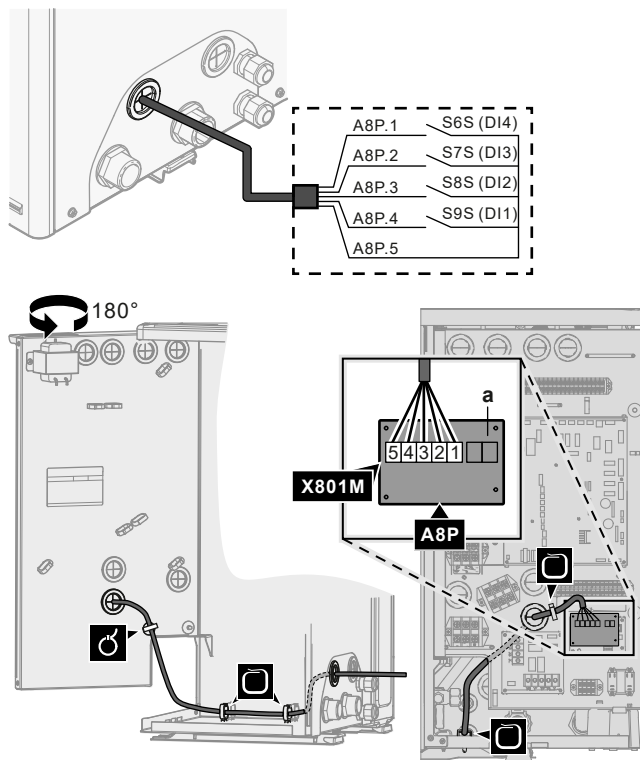 A8P.1 S6S (DI4)
A8P.2 S7S (DI3)
A8P.3 S8S (DI2)
A8P.4 S9S (DI1)
A8P.5
180°
a
5 4 3 2 1
X801M
A8P